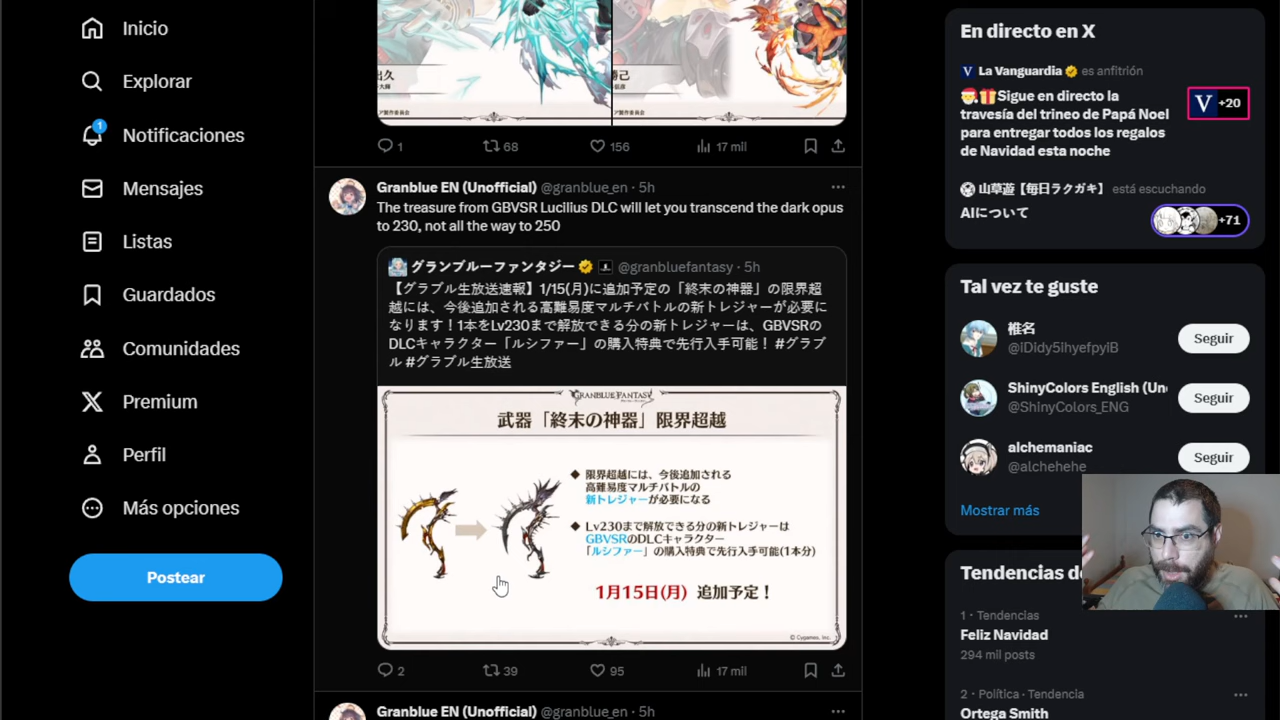 Inicio
Explorar
1
Notificaciones
Mensajes
Listas
Guardados
Comunidades
Premium
Perfil
Más opciones
Postear
出久
己
1
68
156
17 mil
Granblue EN (Unofficial) @granblue_en · 5h
The treasure from GBVSR Lucilius DLC will let you transcend the dark opus
to 230, not all the way to 250
グランブルーファンタジー @granbluefantasy · 5h
【グラブル生放送速報】1/15(月)に追加予定の「終末の神器」の限界超
越には、今後追加される高難易度マルチバトルの新トレジャーが必要に
なります！1本をLv230まで解放できる分の新トレジャーは、GBVSRの
DLCキャラクター「ルシファー」の購入特典で先行入手可能！ #グラブ
ル #グラブル生放送
GRANBLUE FANTASY
武器「終末の神器」限界超越
◆ 限界超越には、今後追加される
高難易度マルチバトルの
新トレジャーが必要になる
◆ Lv230まで解放できる分の新トレジャーは
GBVSRのDLCキャラクター
「ルシファー」の購入特典で先行入手可能(1本分)
1月15日(月) 追加予定！
© Cygames, Inc.
2
39
95
17 mil
Granblue EN (Unofficial) @granblue_en · 5h
En directo en X
V La Vanguardia es anfitrión
🎅🎁Sigue en directo la
travesía del trineo de Papá Noel
para entregar todos los regalos
de Navidad esta noche
V +20
山草遊【毎日ラクガキ】 está escuchando
AIについて
+71
Tal vez te guste
椎名
@iDidy5ihyefpyiB
Seguir
ShinyColors English (Un
@ShinyColors_ENG
Seguir
alchemaniac
@alchehehe
Seguir
Mostrar más
Tendencias de
1 · Tendencias
Feliz Navidad
294 mil posts
2 · Política · Tendencia
Ortega Smith